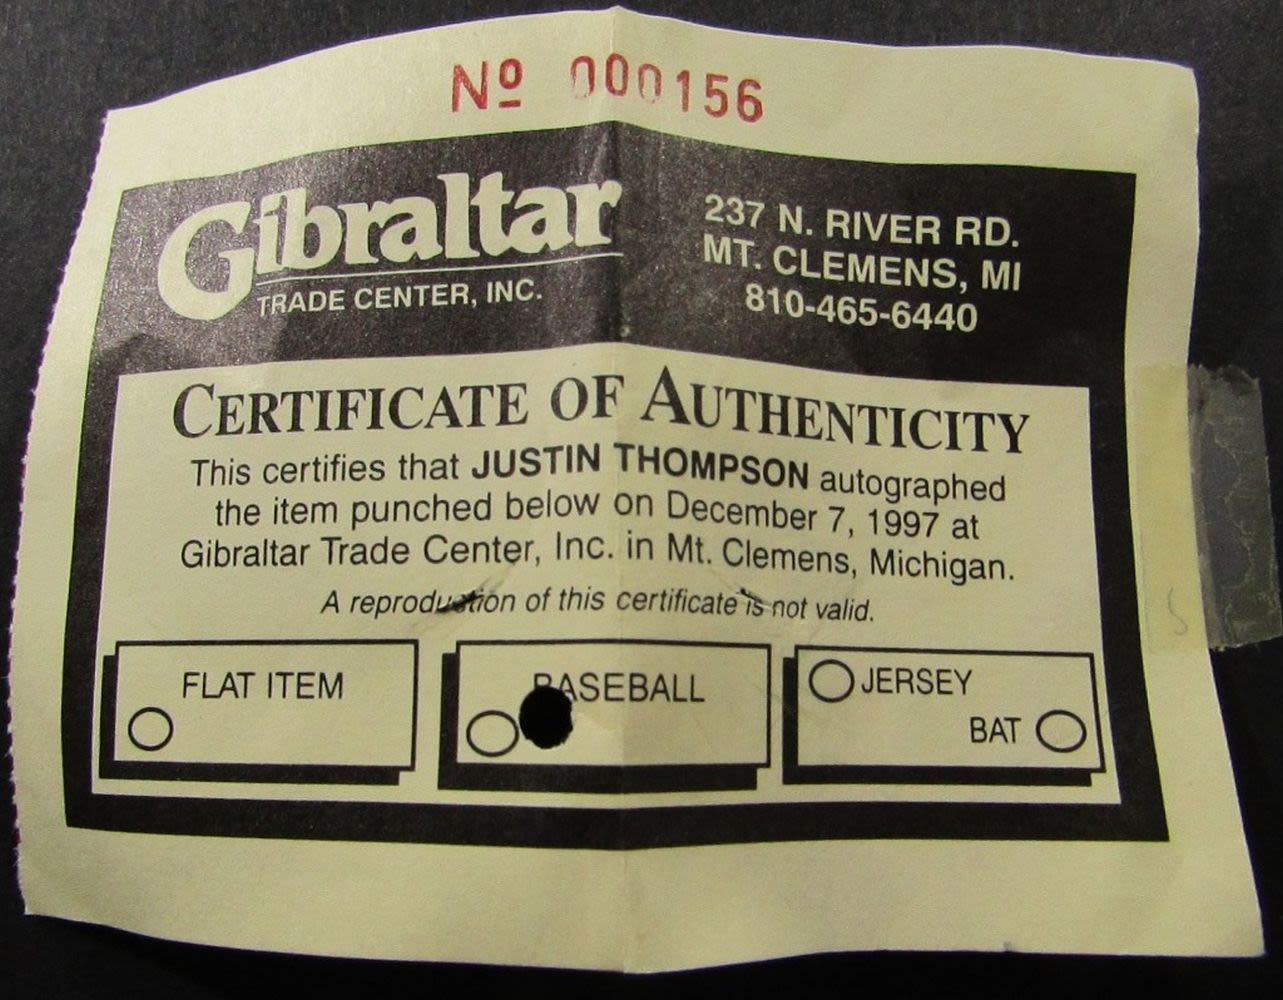 Nº 000156
Gibraltar
TRADE CENTER, INC.
237 N. RIVER RD.
MT. CLEMENS, MI
810-465-6440
CERTIFICATE OF AUTHENTICITY
This certifies that JUSTIN THOMPSON autographed
the item punched below on December 7, 1997 at
Gibraltar Trade Center, Inc. in Mt. Clemens, Michigan.
A reproduction of this certificate is not valid.
FLAT ITEM
BASEBALL
JERSEY
BAT